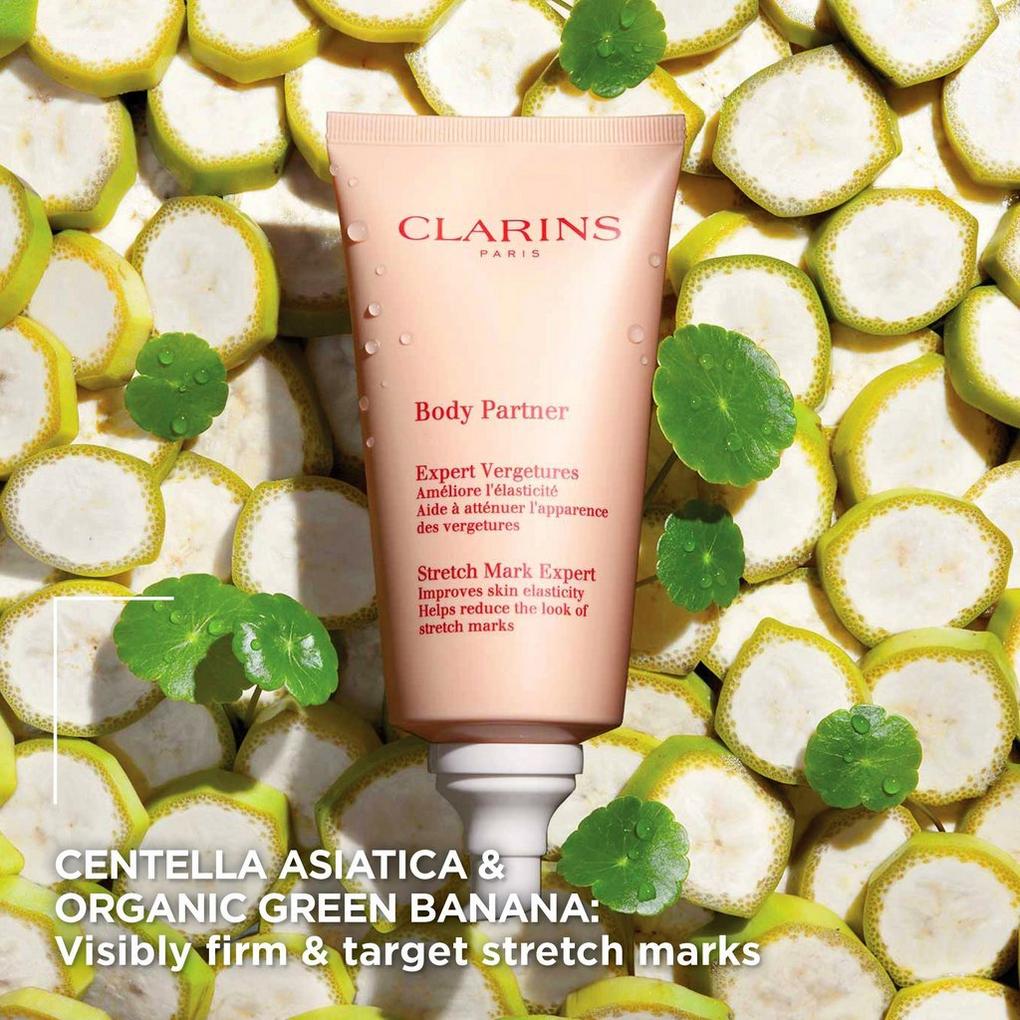 CLARINS
PARIS
Body Partner
Expert Vergetures
Améliore l'élasticité
Aide à atténuer l'apparence
des vergetures
Stretch Mark Expert
Improves skin elasticity
Helps reduce the look of
stretch marks
CENTELLA ASIATICA &
ORGANIC GREEN BANANA:
Visibly firm & target stretch marks